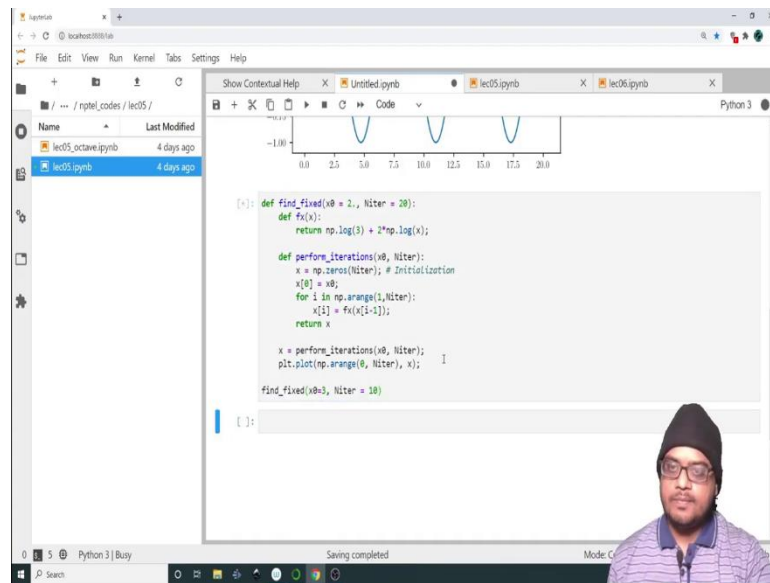 JupyterLab
localhost:8888/lab
File Edit View Run Kernel Tabs Settings Help
Show Contextual Help
Untitled.ipynb
lec05.ipynb
lec06.ipynb
Code
Python 3
/ ... / nptel_codes / lec05 /
Name
Last Modified
lec05_octave.ipynb 4 days ago
lec05.ipynb 4 days ago
-1.00
0.0 2.5 5.0 7.5 10.0 12.5 15.0 17.5 20.0
[*]: def find_fixed(x0 = 2., Niter = 20):
def fx(x):
return np.log(3) + 2*np.log(x);
def perform_iterations(x0, Niter):
x = np.zeros(Niter); # Initialization
x[0] = x0;
for i in np.arange(1,Niter):
x[i] = fx(x[i-1]);
return x
x = perform_iterations(x0, Niter);
plt.plot(np.arange(0, Niter), x);
find_fixed(x0=3, Niter = 10)
[ ]:
0 5 Python 3 | Busy
Saving completed
Mode:
Search